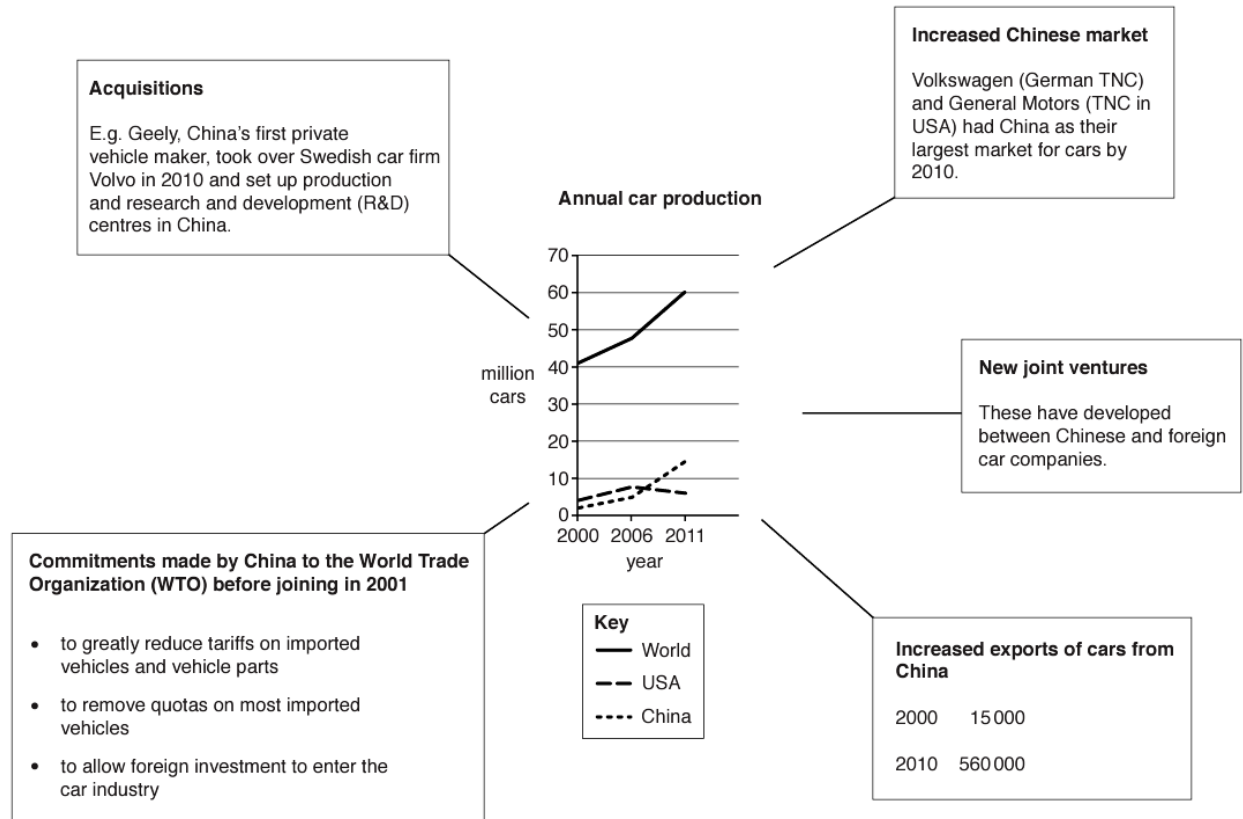 Acquisitions
E.g. Geely, China's first private
vehicle maker, took over Swedish car firm
Volvo in 2010 and set up production
and research and development (R&D)
centres in China.
Increased Chinese market
Volkswagen (German TNC)
and General Motors (TNC in
USA) had China as their
largest market for cars by
2010.
Annual car production
70
60
50
40
30
20
10
0
million
cars
2000 2006 2011
year
New joint ventures
These have developed
between Chinese and foreign
car companies.
Commitments made by China to the World Trade
Organization (WTO) before joining in 2001
• to greatly reduce tariffs on imported
vehicles and vehicle parts
• to remove quotas on most imported
vehicles
• to allow foreign investment to enter the
car industry
Key
World
USA
China
Increased exports of cars from
China
2000 15 000
2010 560 000